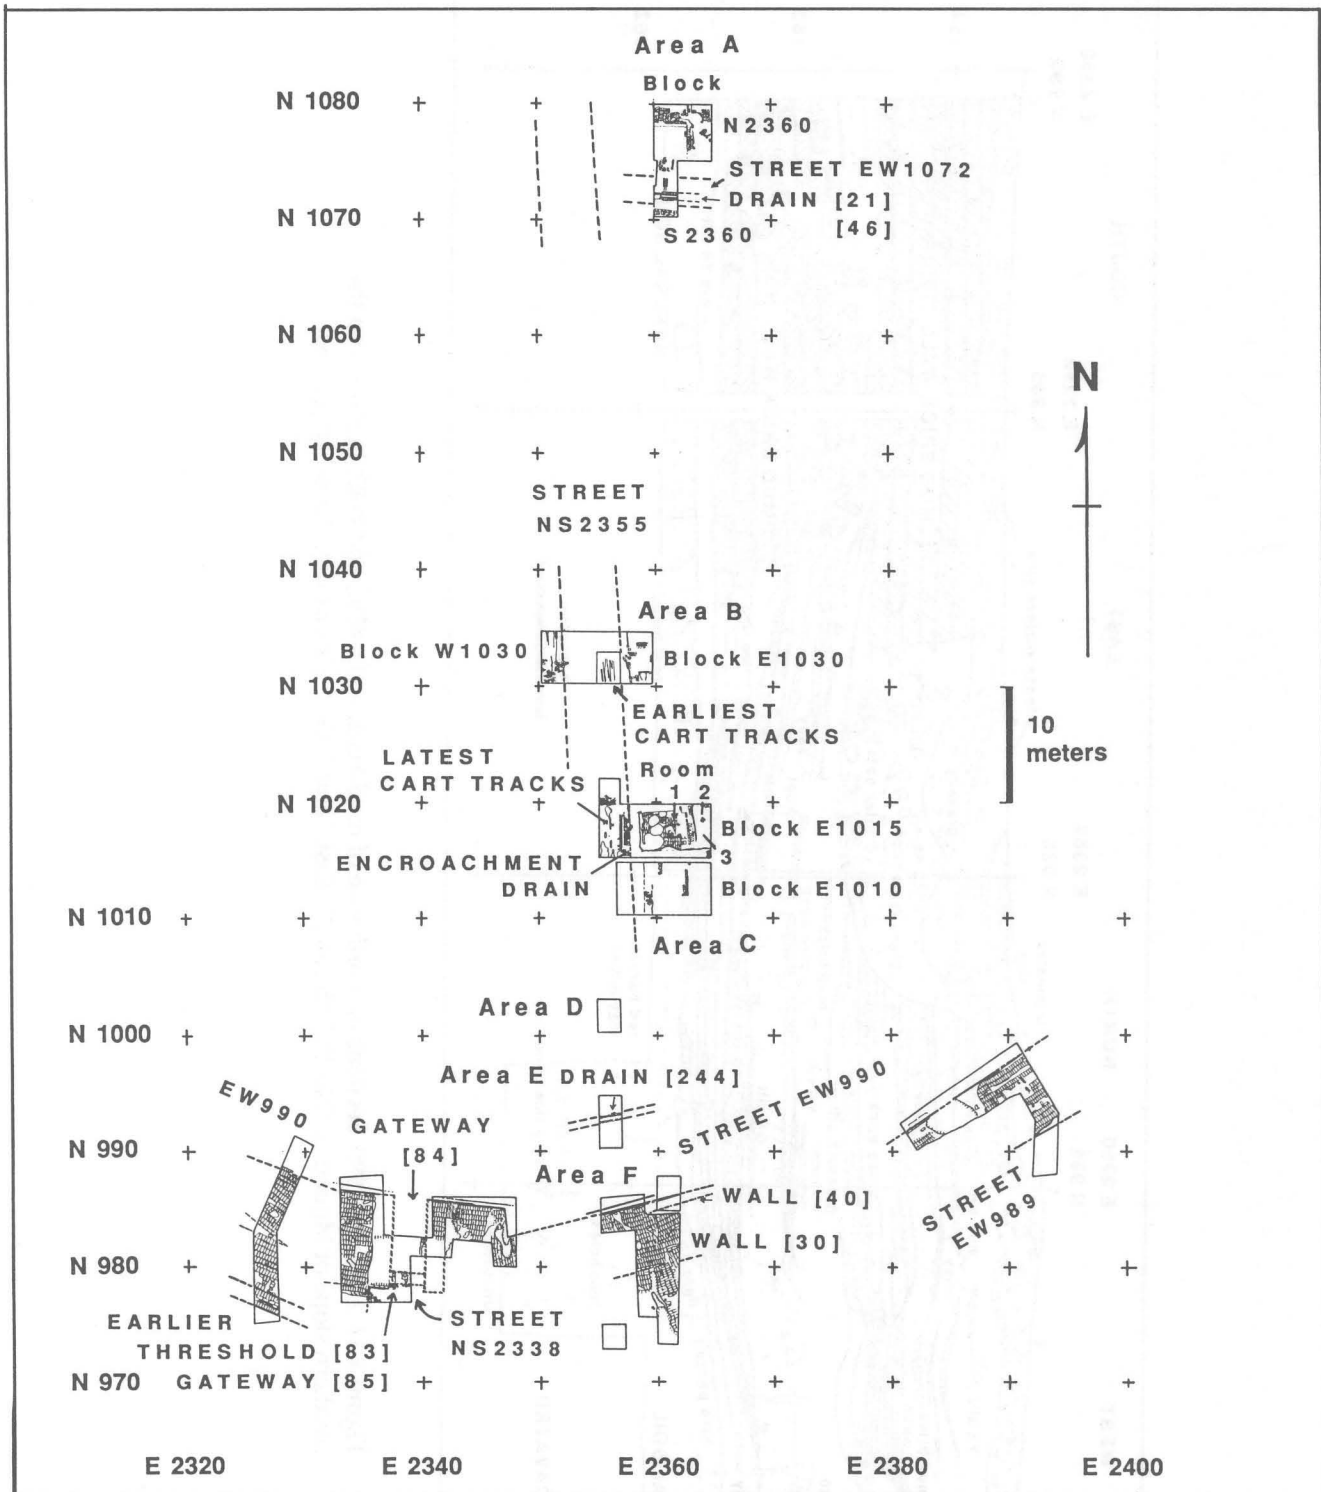 Area A
Block
N 1080
N2360
STREET EW1072
DRAIN [21]
[46]
N 1070
S2360
N 1060
N
N 1050
STREET
NS2355
N 1040
Area B
Block W1030
Block E1030
N 1030
EARLIEST
CART TRACKS
10
meters
LATEST
CART TRACKS
Room
1 2
N 1020
Block E1015
3
ENCROACHMENT
DRAIN
Block E1010
N 1010
Area C
Area D
N 1000
Area E DRAIN [244]
STREET EW990
EW990
GATEWAY
[84]
N 990
Area F
WALL [40]
STREET
EW989
WALL [30]
N 980
EARLIER
THRESHOLD [83]
GATEWAY [85]
STREET
NS2338
N 970
E 2320
E 2340
E 2360
E 2380
E 2400